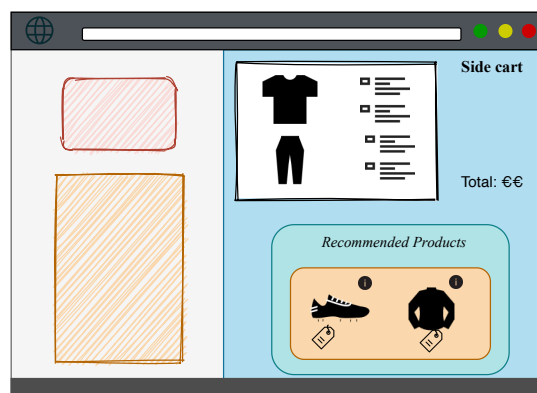 Side cart
Total: €€
Recommended Products
i
i